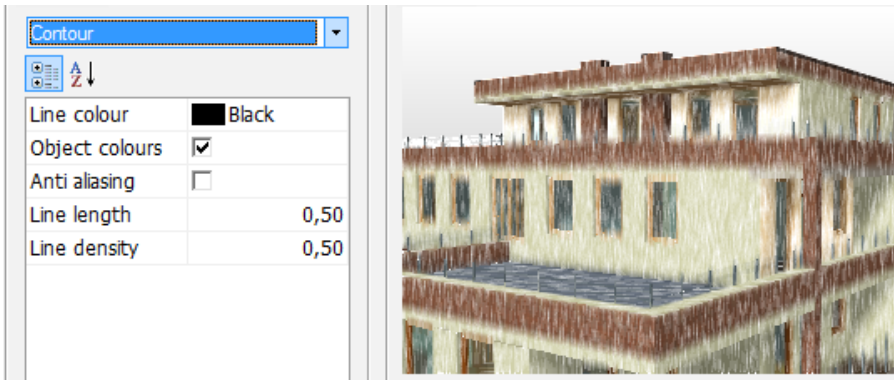 Contour
A
Z
Line colour Black
Object colours
Anti aliasing
Line length 0,50
Line density 0,50